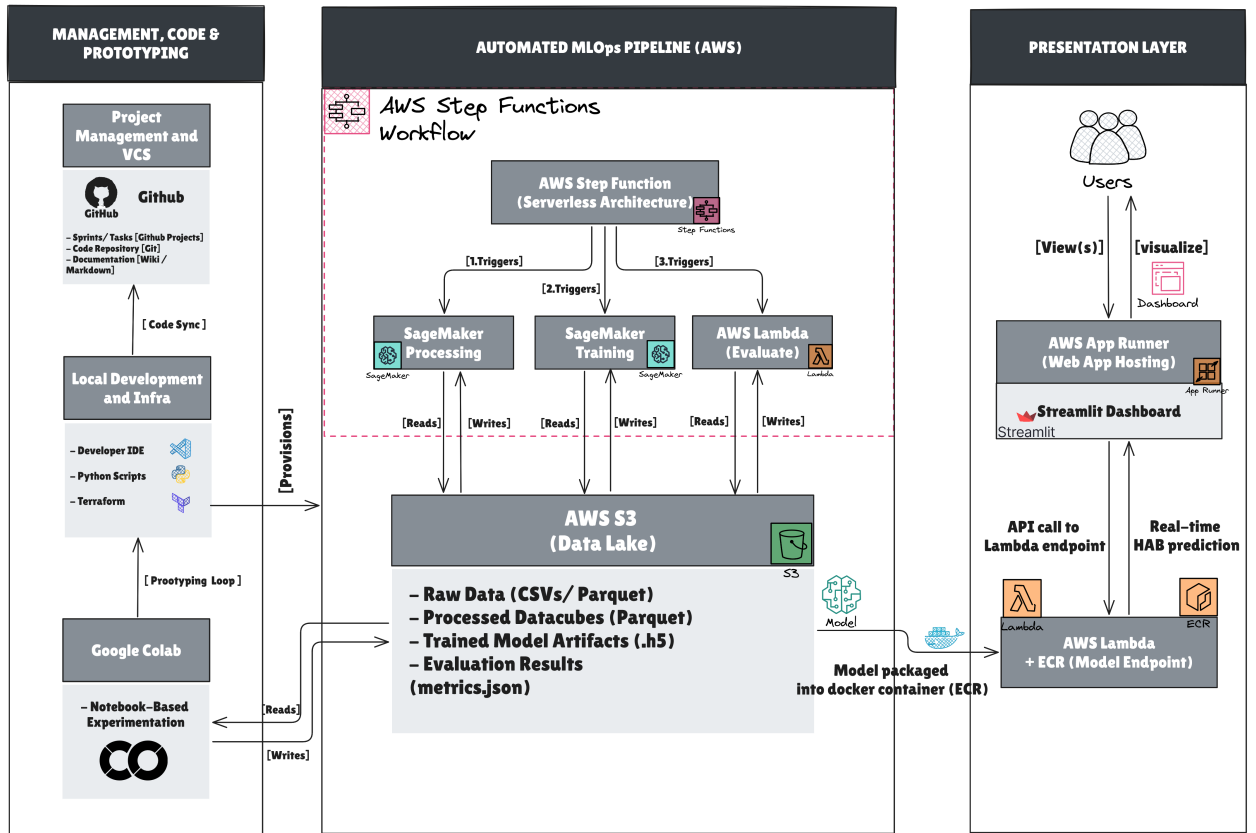 MANAGEMENT, CODE &
PROTOTYPING
Project
Management and
VCS
GitHub
Github
- Sprints/ Tasks [Github Projects]
- Code Repository [Git]
- Documentation [Wiki /
Markdown]
[ Code Sync ]
Local Development
and Infra
- Developer IDE
- Python Scripts
- Terraform
[Provisions]
[ Prootyping Loop ]
Google Colab
- Notebook-Based
Experimentation
[Reads]
[Writes]
AUTOMATED MLOps PIPELINE (AWS)
AWS Step Functions
Workflow
AWS Step Function
(Serverless Architecture)
Step Functions
[1.Triggers]
[2.Triggers]
[3.Triggers]
SageMaker
Processing
SageMaker
SageMaker
Training
SageMaker
AWS Lambda
(Evaluate)
Lambda
[Reads]
[Writes]
[Reads]
[Writes]
[Reads]
[Writes]
AWS S3
(Data Lake)
S3
- Raw Data (CSVs/ Parquet)
- Processed Datacubes (Parquet)
- Trained Model Artifacts (.h5)
- Evaluation Results
(metrics.json)
Model
Model packaged
into docker container (ECR)
PRESENTATION LAYER
Users
[View(s)]
[visualize]
Dashboard
AWS App Runner
(Web App Hosting)
App Runner
Streamlit Dashboard
Streamlit
API call to
Lambda endpoint
Real-time
HAB prediction
Lambda
ECR
AWS Lambda
+ ECR (Model Endpoint)